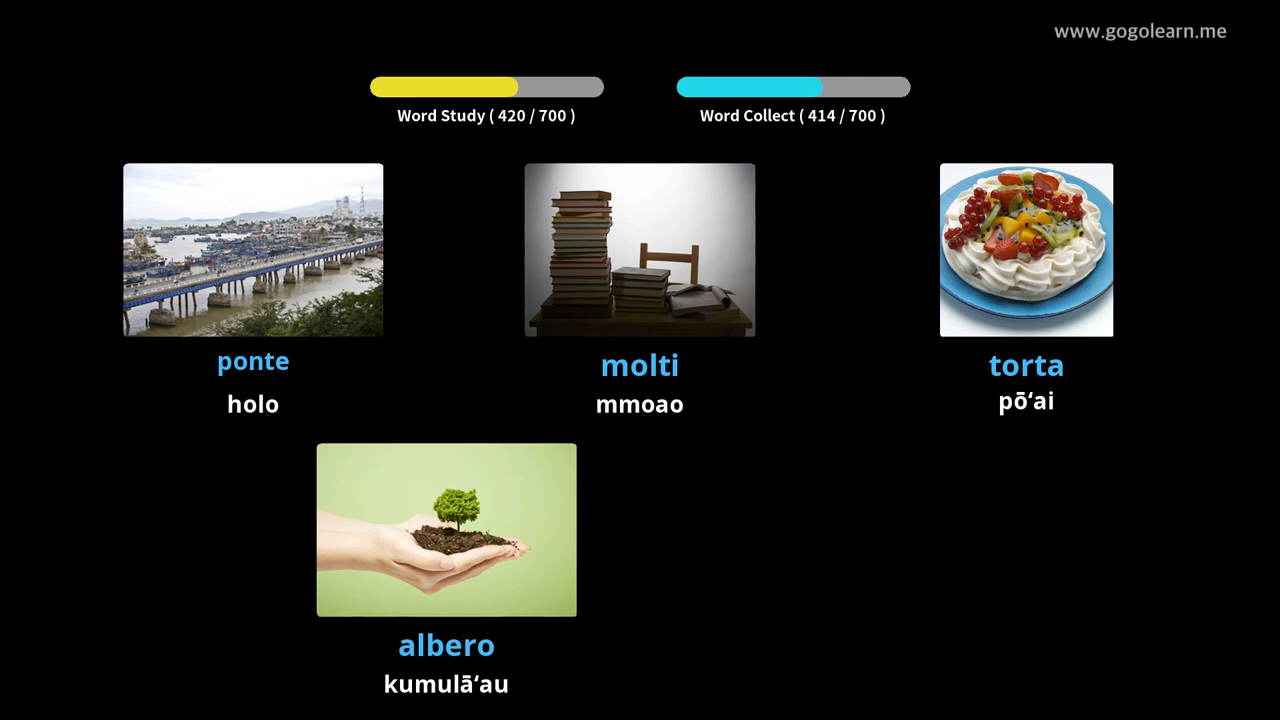 www.gogolearn.me
Word Study ( 420 / 700 )
Word Collect ( 414 / 700 )
ponte
holo
molti
mmoao
torta
pōʻai
albero
kumulāʻau